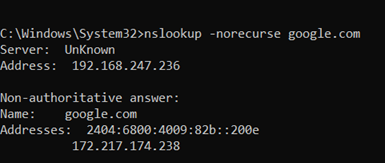 C:\Windows\System32>nslookup -norecurse google.com
Server:  UnKnown
Address:  192.168.247.236

Non-authoritative answer:
Name:    google.com
Addresses:  2404:6800:4009:82b::200e
          172.217.174.238